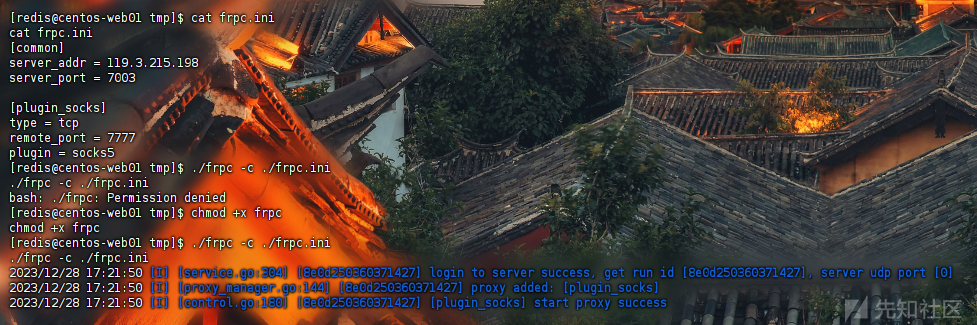 [redis@centos-web01 tmp]$ cat frpc.ini
cat frpc.ini
[common]
server_addr = 119.3.215.198
server_port = 7003

[plugin_socks]
type = tcp
remote_port = 7777
plugin = socks5
[redis@centos-web01 tmp]$ ./frpc -c ./frpc.ini
./frpc -c ./frpc.ini
bash: ./frpc: Permission denied
[redis@centos-web01 tmp]$ chmod +x frpc
chmod +x frpc
[redis@centos-web01 tmp]$ ./frpc -c ./frpc.ini
./frpc -c ./frpc.ini
2023/12/28 17:21:50 [I] [service.go:304] [8e0d250360371427] login to server success, get run id [8e0d250360371427], server udp port [0]
2023/12/28 17:21:50 [I] [proxy_manager.go:144] [8e0d250360371427] proxy added: [plugin_socks]
2023/12/28 17:21:50 [I] [control.go:180] [8e0d250360371427] [plugin_socks] start proxy success
先知社区